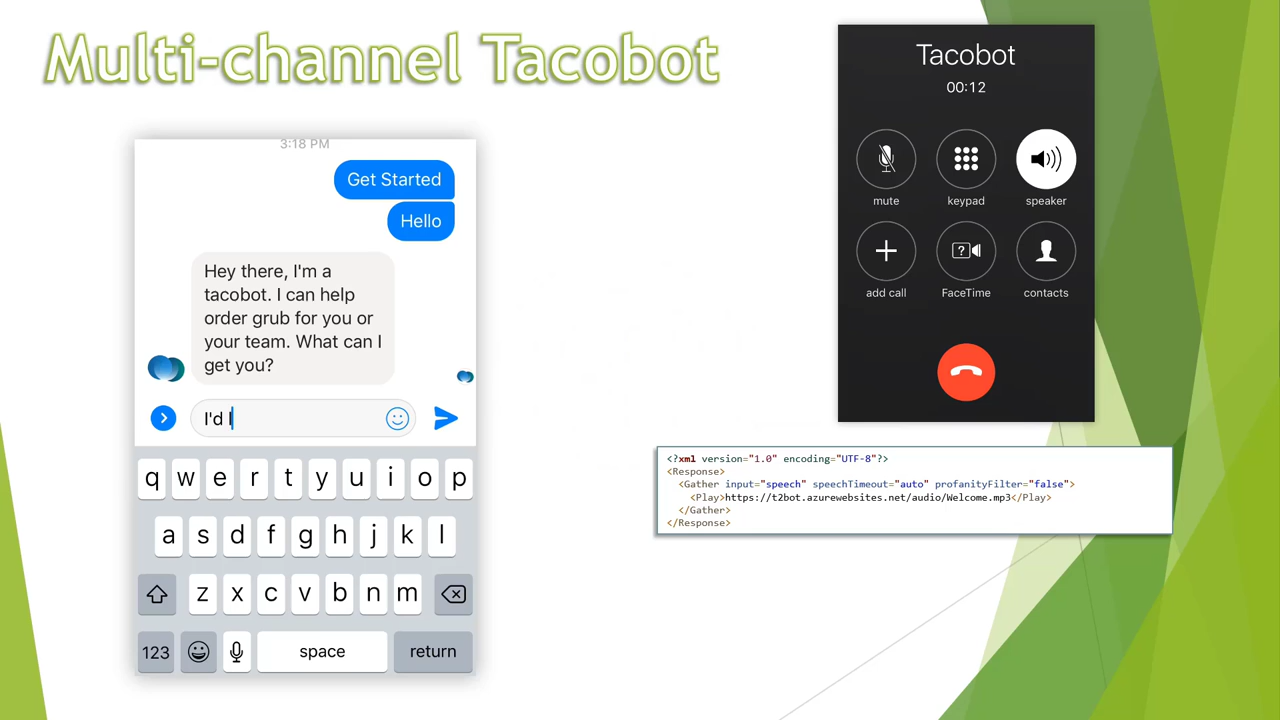 Multi-channel Tacobot
3:18 PM
Get Started
Hello
Hey there, I'm a
tacobot. I can help
order grub for you or
your team. What can I
get you?
I'd l
q w e r t y u i o p
a s d f g h j k l
z x c v b n m
123 space return
Tacobot
00:12
mute keypad speaker
add call FaceTime contacts
<?xml version="1.0" encoding="UTF-8"?>
<Response>
<Gather input="speech" speechTimeout="auto" profanityFilter="false">
<Play>https://t2bot.azurewebsites.net/audio/Welcome.mp3</Play>
</Gather>
</Response>